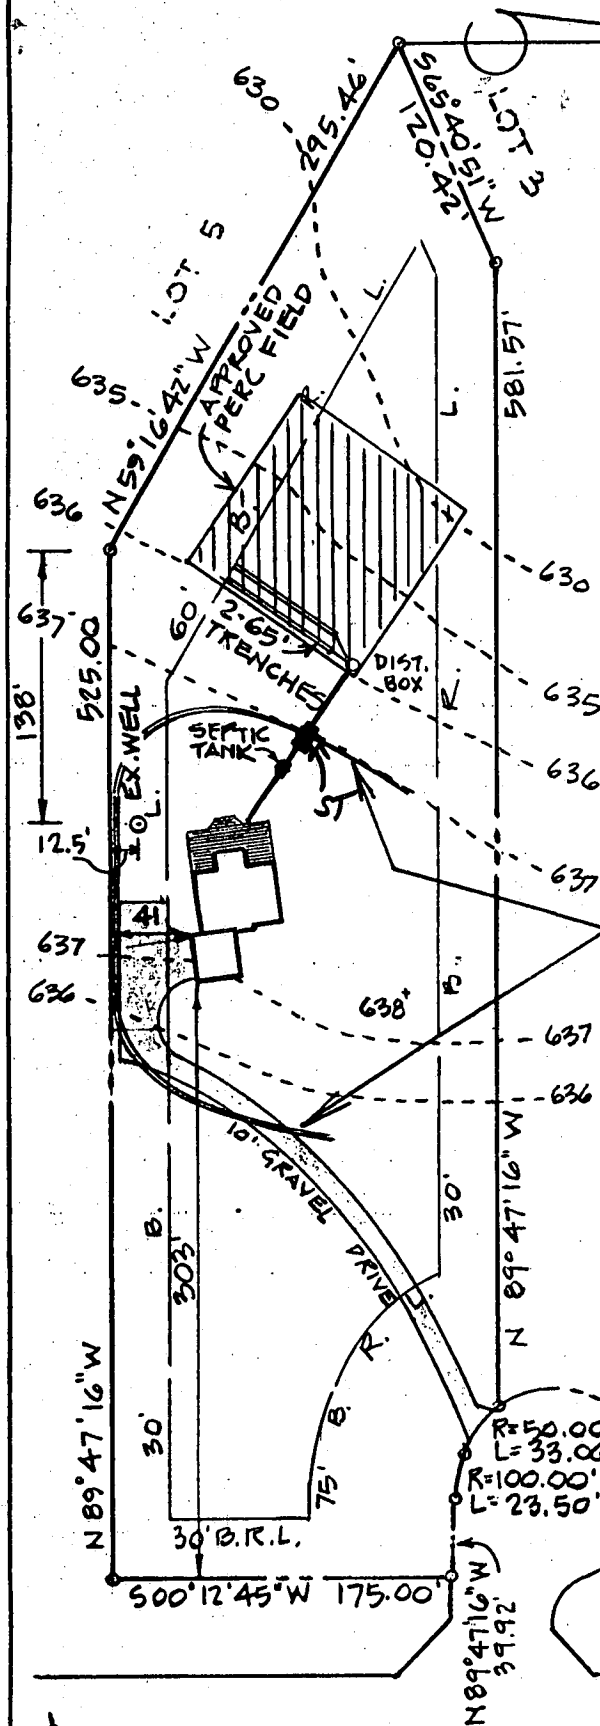 630
295.46'
S65°40'51"W
120.42'
LOT 3
LOT 5
N59°16'42"W
APPROVED
PERC FIELD
L.
R.
B.
60'
L.
581.57'
635
636
637
138'
525.00
2-65'
TRENCHES
DIST.
BOX
R.
630
635
636
637
SEPTIC
TANK
EX. WELL
L.
12.5'
41
637
636
638+
B.
637
636
10' GRAVEL
DRIVE
30'
N 89°47'16"W
B.
303'
L.
R.
B.
75'
30'
N89°47'16"W
30' B.R.L.
R=50.00
L=33.00
R=100.00'
L=23.50'
S00°12'45"W 175.00'
N89°47'16"W
39.92'